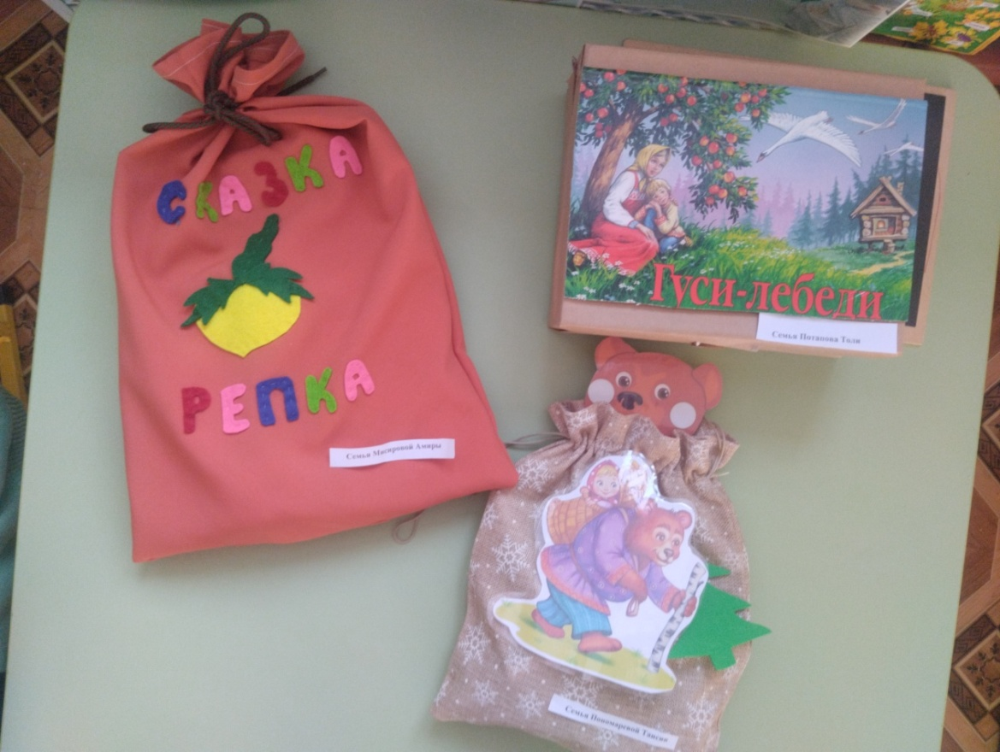 СКАЗКА
РЕПКА
Семья Мисировой Амиры
Гуси-лебеди
Семья Потапова Толи
Семья Пономаревой Таисии